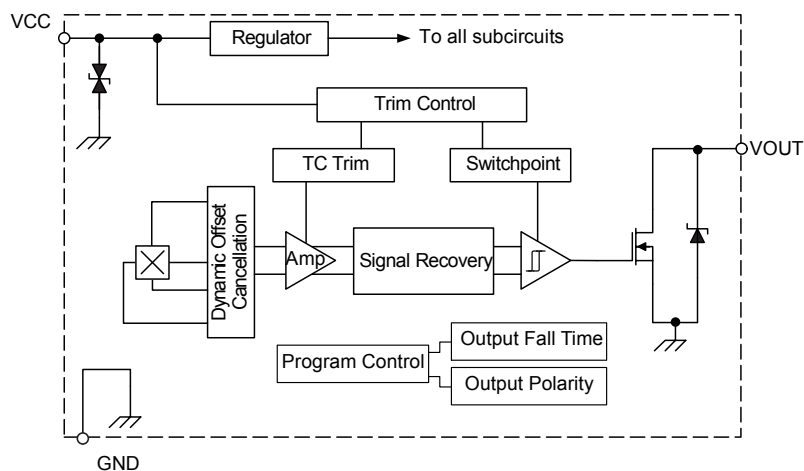 VCC
Regulator
To all subcircuits
Trim Control
TC Trim
Switchpoint
VOUT
Dynamic Offset
Cancellation
Amp
Signal Recovery
Program Control
Output Fall Time
Output Polarity
GND